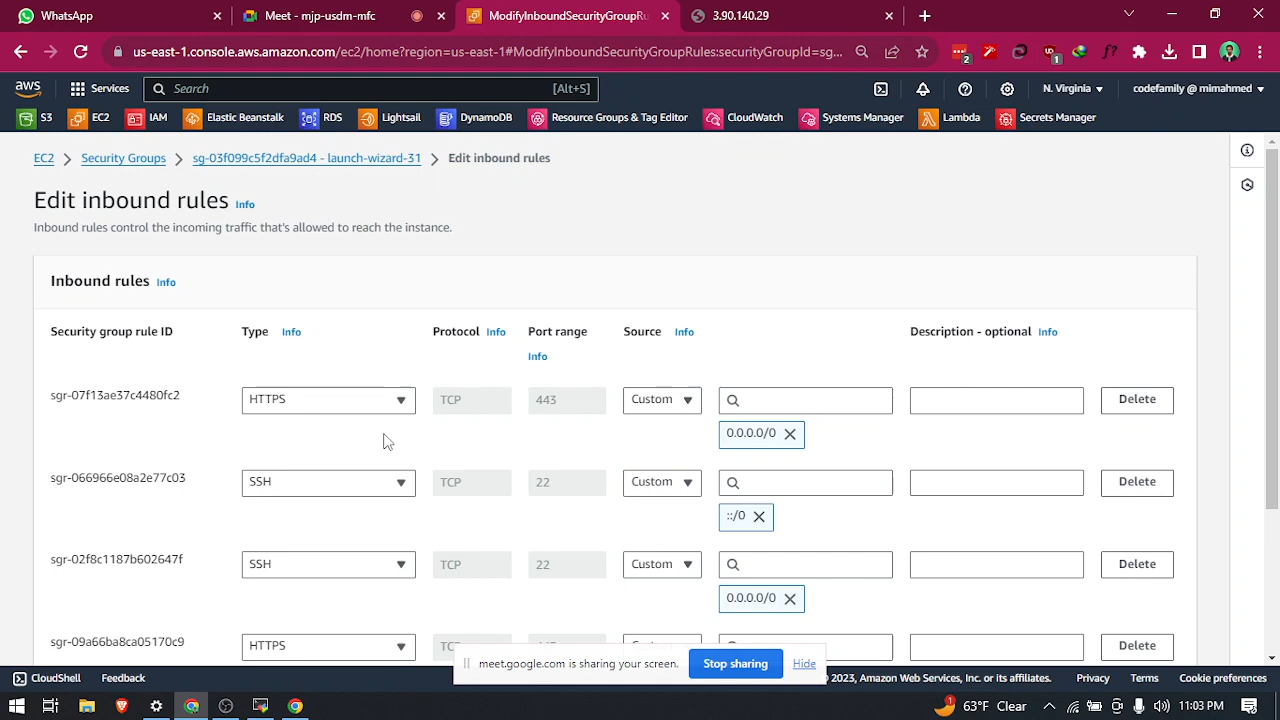 WhatsApp
Meet - mjp-usdn-mfc
ModifyInboundSecurityGroupRu
3.90.140.29
us-east-1.console.aws.amazon.com/ec2/home?region=us-east-1#ModifyInboundSecurityGroupRules:securityGroupId=sg...
2
1
f?
aws
Services
Search
[Alt+S]
N. Virginia
codefamily @ mimahmed
S3
EC2
IAM
Elastic Beanstalk
RDS
Lightsail
DynamoDB
Resource Groups & Tag Editor
CloudWatch
Systems Manager
Lambda
Secrets Manager
EC2
Security Groups
sg-03f099c5f2dfa9ad4 - launch-wizard-31
Edit inbound rules
Edit inbound rules Info
Inbound rules control the incoming traffic that's allowed to reach the instance.
Inbound rules Info
Security group rule ID
Type Info
Protocol Info
Port range
Info
Source Info
Description - optional Info
sgr-07f13ae37c4480fc2
HTTPS
TCP
443
Custom
0.0.0.0/0
Delete
sgr-066966e08a2e77c03
SSH
TCP
22
Custom
::/0
Delete
sgr-02f8c1187b602647f
SSH
TCP
22
Custom
0.0.0.0/0
Delete
sgr-09a66ba8ca05170c9
HTTPS
Delete
meet.google.com is sharing your screen.
Stop sharing
Hide
CloudShell
Feedback
2023, Amazon Web Services, Inc. or its affiliates.
Privacy
Terms
Cookie preferences
1
63°F Clear
11:03 PM